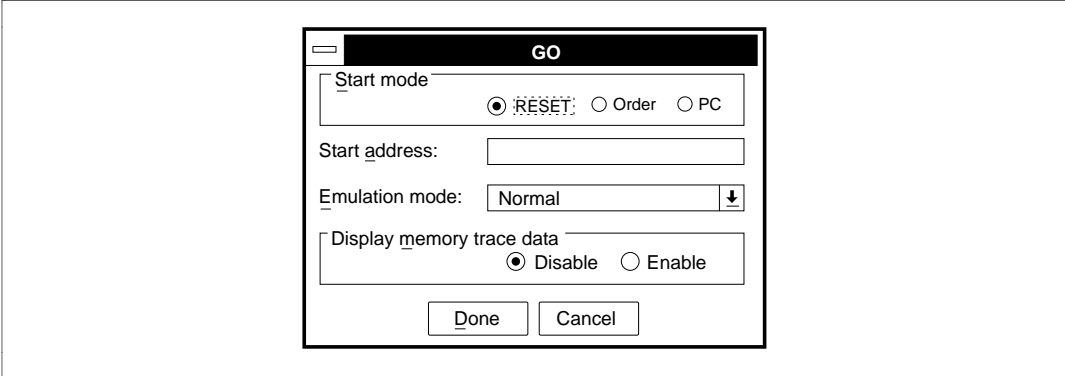 GO
Start mode
RESET Order PC
Start address:
Emulation mode: Normal
Display memory trace data
Disable Enable
Done Cancel